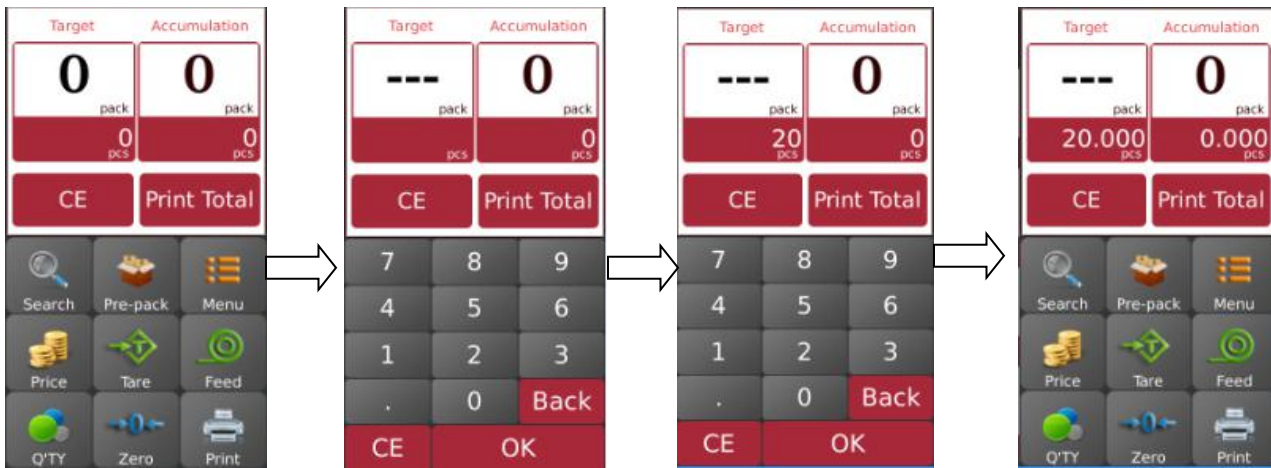 Target Accumulation
0 0
pack pack
0 0
pcs pcs
CE Print Total
Search Pre-pack Menu
Price Tare Feed
T
0
Q'TY Zero Print
Target Accumulation
--- 0
pack pack
0
pcs pcs
CE Print Total
7 8 9
4 5 6
1 2 3
. 0 Back
CE OK
Target Accumulation
--- 0
pack pack
20 0
pcs pcs
CE Print Total
7 8 9
4 5 6
1 2 3
. 0 Back
CE OK
Target Accumulation
--- 0
pack pack
20.000 0.000
pcs pcs
CE Print Total
Search Pre-pack Menu
T
Price Tare Feed
0
Q'TY Zero Print